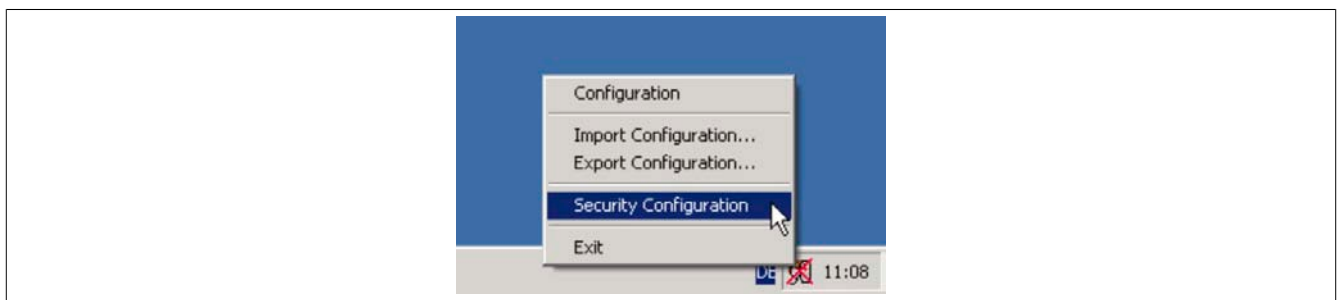 Configuration
Import Configuration...
Export Configuration...
Security Configuration
Exit
DE
11:08